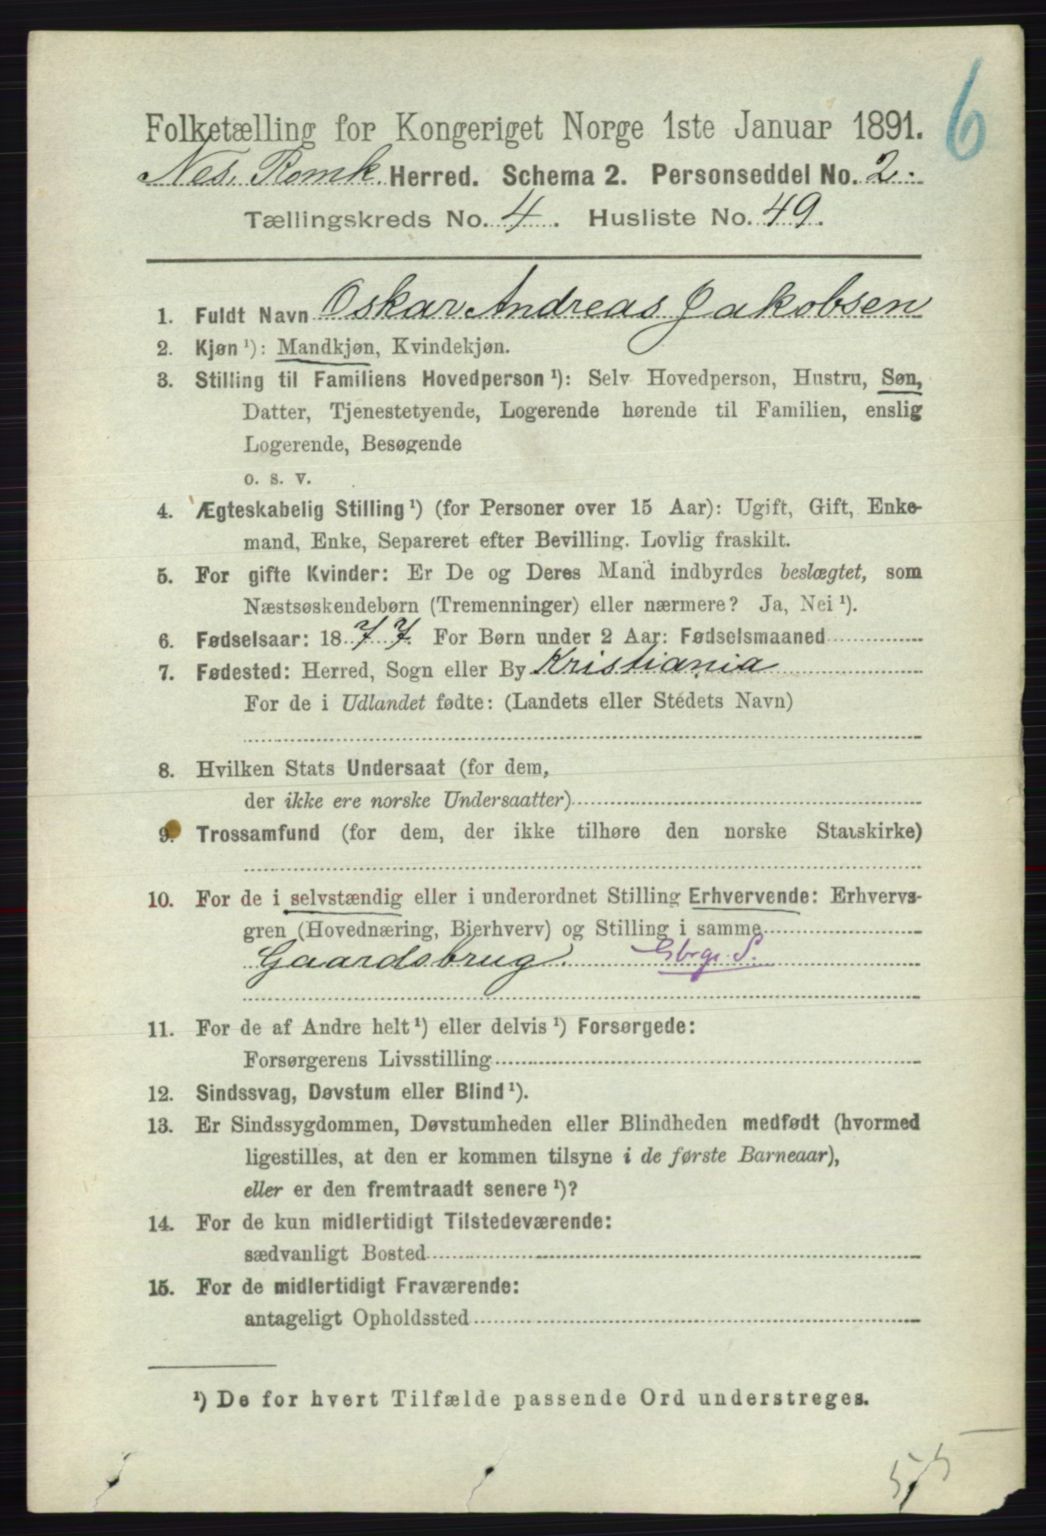 6
Folketælling for Kongeriget Norge 1ste Januar 1891.
Nes, Romk. Herred. Schema 2. Personseddel No. 2.
Tællingskreds No. 4. Husliste No. 49.
1. Fuldt Navn Oskar Andreas Jakobsen
2. Kjøn ¹): Mandkjøn, Kvindekjøn.
3. Stilling til Familiens Hovedperson ¹): Selv Hovedperson, Hustru, Søn,
Datter, Tjenestetyende, Logerende hørende til Familien, enslig
Logerende, Besøgende
o. s. v.
4. Ægteskabelig Stilling ¹) (for Personer over 15 Aar): Ugift, Gift, Enke-
mand, Enke, Separeret efter Bevilling. Lovlig fraskilt.
5. For gifte Kvinder: Er De og Deres Mand indbyrdes beslægtet, som
Næstsøskendebørn (Tremenninger) eller nærmere? Ja, Nei ¹).
6. Fødselsaar: 1877. For Børn under 2 Aar: Fødselsmaaned
7. Fødested: Herred, Sogn eller By Kristiania
For de i Udlandet fødte: (Landets eller Stedets Navn)
8. Hvilken Stats Undersaat (for dem,
der ikke ere norske Undersaatter)
9. Trossamfund (for dem, der ikke tilhøre den norske Statskirke)
10. For de i selvstændig eller i underordnet Stilling Erhvervende: Erhvervs-
gren (Hovednæring, Bierhverv) og Stilling i samme
Gaardsbrug. Gbrgr. S.
11. For de af Andre helt ¹) eller delvis ¹) Forsørgede:
Forsørgerens Livsstilling
12. Sindssvag, Døvstum eller Blind ¹).
13. Er Sindssygdommen, Døvstumheden eller Blindheden medfødt (hvormed
ligestilles, at den er kommen tilsyne i de første Barneaar),
eller er den fremtraadt senere ¹)?
14. For de kun midlertidigt Tilstedeværende:
sædvanligt Bosted
15. For de midlertidigt Fraværende:
antageligt Opholdssted
¹) De for hvert Tilfælde passende Ord understreges.